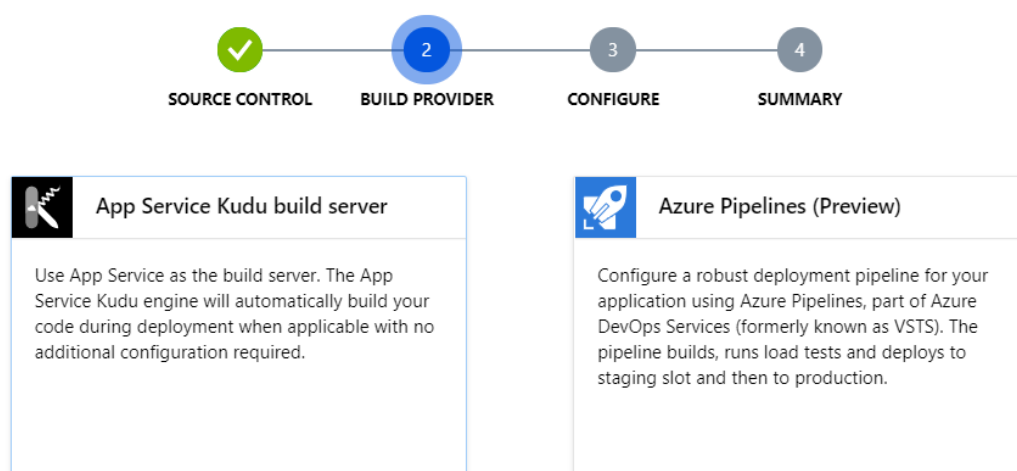 2
3
4
SOURCE CONTROL
BUILD PROVIDER
CONFIGURE
SUMMARY
App Service Kudu build server
Use App Service as the build server. The App
Service Kudu engine will automatically build your
code during deployment when applicable with no
additional configuration required.
Azure Pipelines (Preview)
Configure a robust deployment pipeline for your
application using Azure Pipelines, part of Azure
DevOps Services (formerly known as VSTS). The
pipeline builds, runs load tests and deploys to
staging slot and then to production.